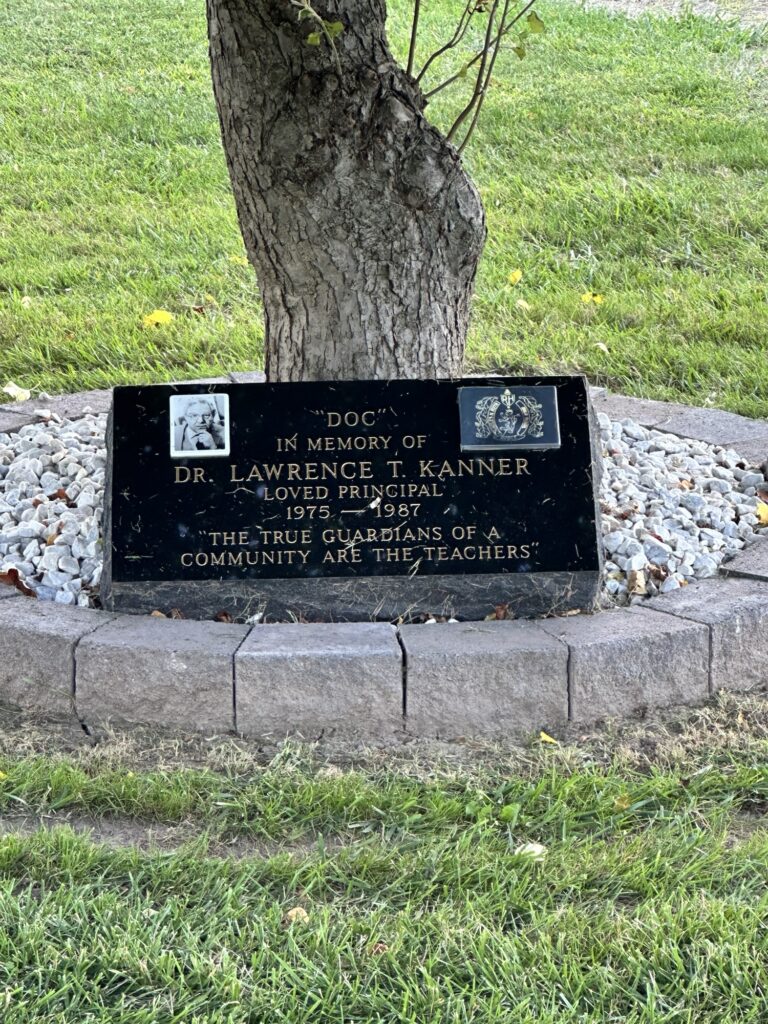 "DOC"
IN MEMORY OF
DR. LAWRENCE T. KANNER
LOVED PRINCIPAL
1975 — 1987
"THE TRUE GUARDIANS OF A
COMMUNITY ARE THE TEACHERS"